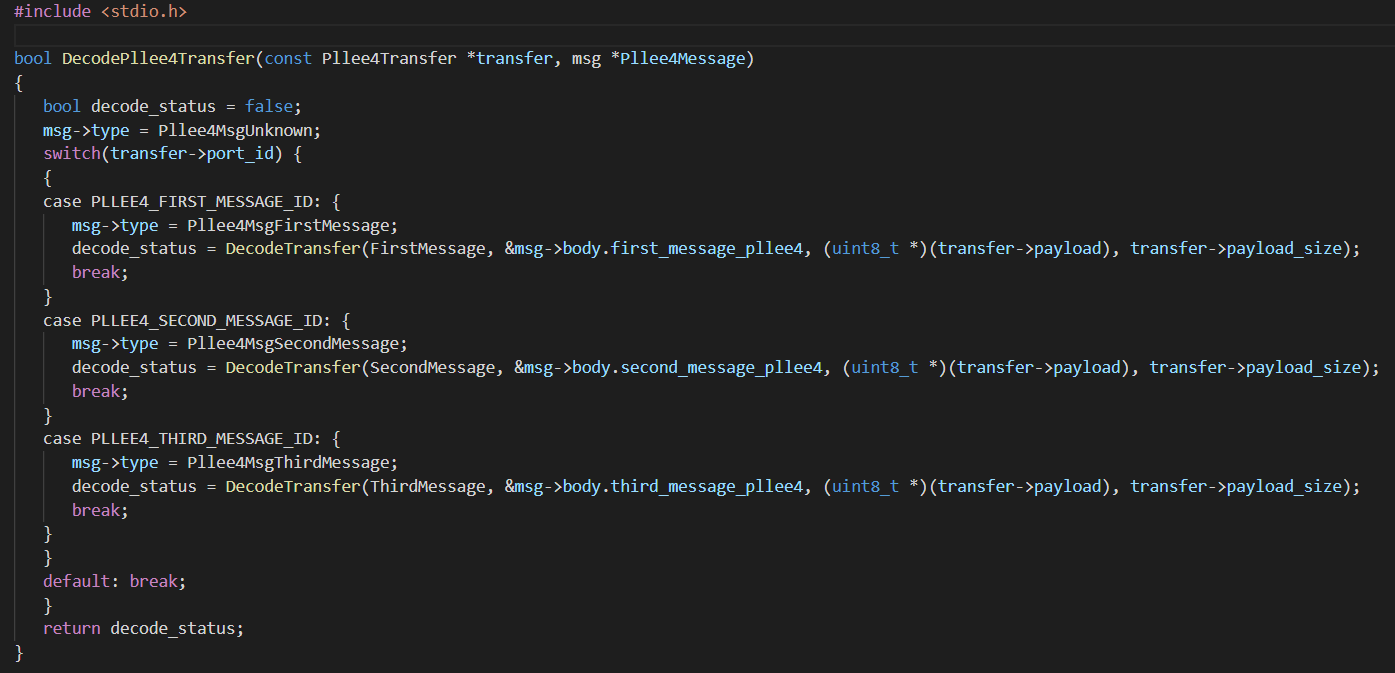 #include <stdio.h>
bool DecodePllee4Transfer(const Pllee4Transfer *transfer, msg *Pllee4Message)
{
bool decode_status = false;
msg->type = Pllee4MsgUnknown;
switch(transfer->port_id) {
{
case PLLEE4_FIRST_MESSAGE_ID: {
msg->type = Pllee4MsgFirstMessage;
decode_status = DecodeTransfer(FirstMessage, &msg->body.first_message_pllee4, (uint8_t *)(transfer->payload), transfer->payload_size);
break;
}
case PLLEE4_SECOND_MESSAGE_ID: {
msg->type = Pllee4MsgSecondMessage;
decode_status = DecodeTransfer(SecondMessage, &msg->body.second_message_pllee4, (uint8_t *)(transfer->payload), transfer->payload_size);
break;
}
case PLLEE4_THIRD_MESSAGE_ID: {
msg->type = Pllee4MsgThirdMessage;
decode_status = DecodeTransfer(ThirdMessage, &msg->body.third_message_pllee4, (uint8_t *)(transfer->payload), transfer->payload_size);
break;
}
}
default: break;
}
return decode_status;
}